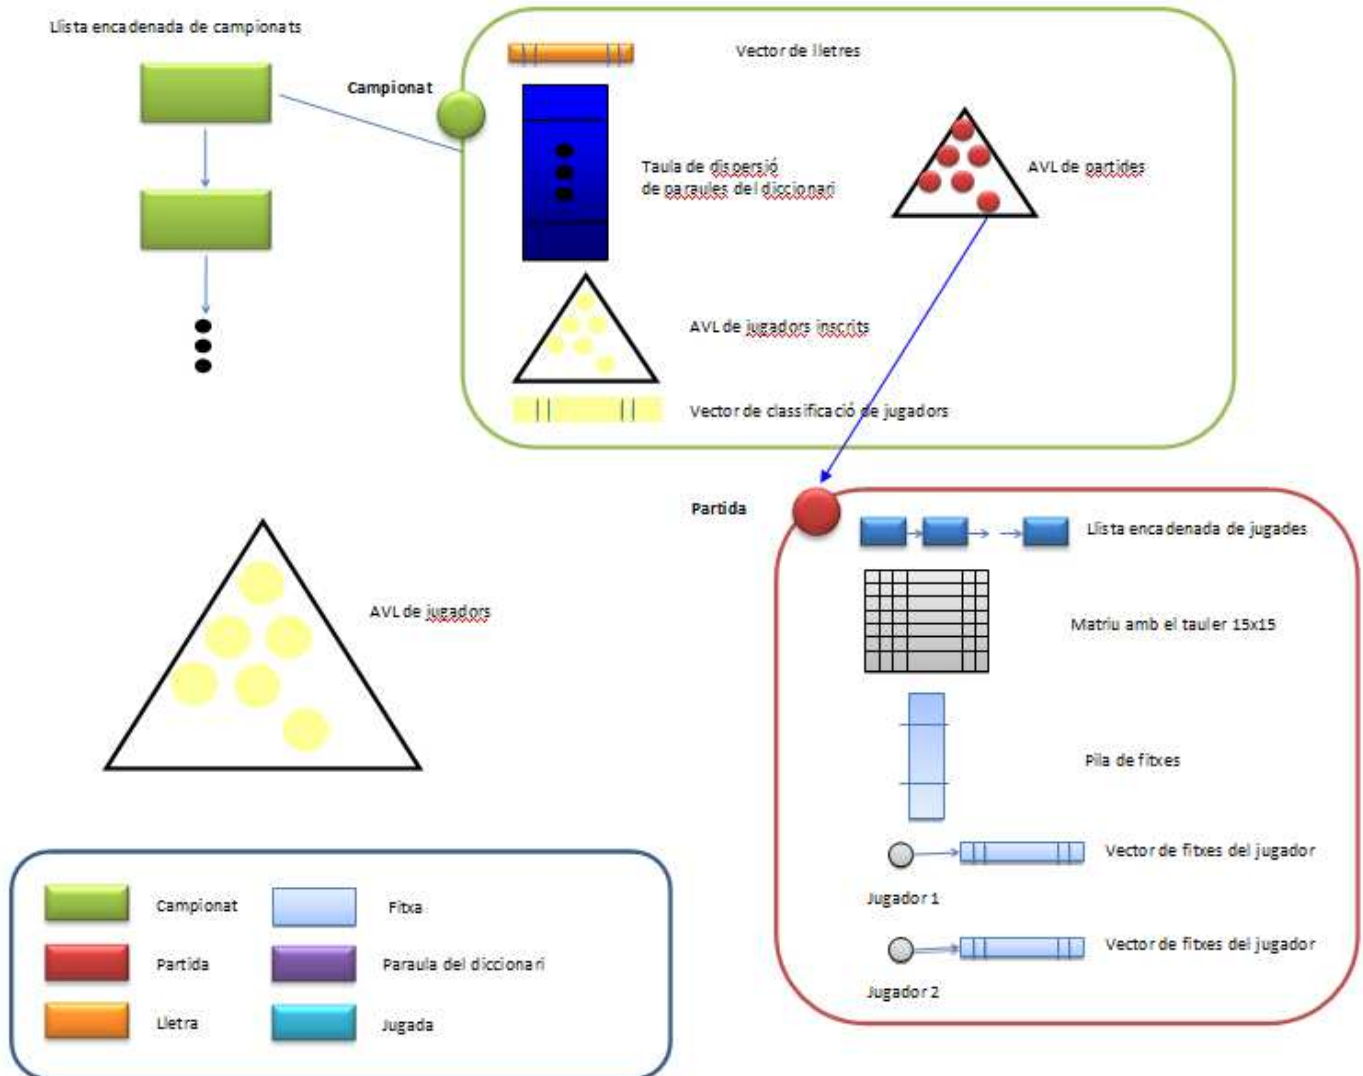 Llista encadenada de campionats
Campionat
Vector de lletres
Taula de dispersió
de paraules del diccionari
AVL de partides
AVL de jugadors inscrits
Vector de classificació de jugadors
Partida
Llista encadenada de jugades
AVL de jugadors
Matriu amb el tauler 15x15
Pila de fitxes
Vector de fitxes del jugador
Jugador 1
Vector de fitxes del jugador
Jugador 2
Campionat
Fitxa
Partida
Paraula del diccionari
Lletra
Jugada